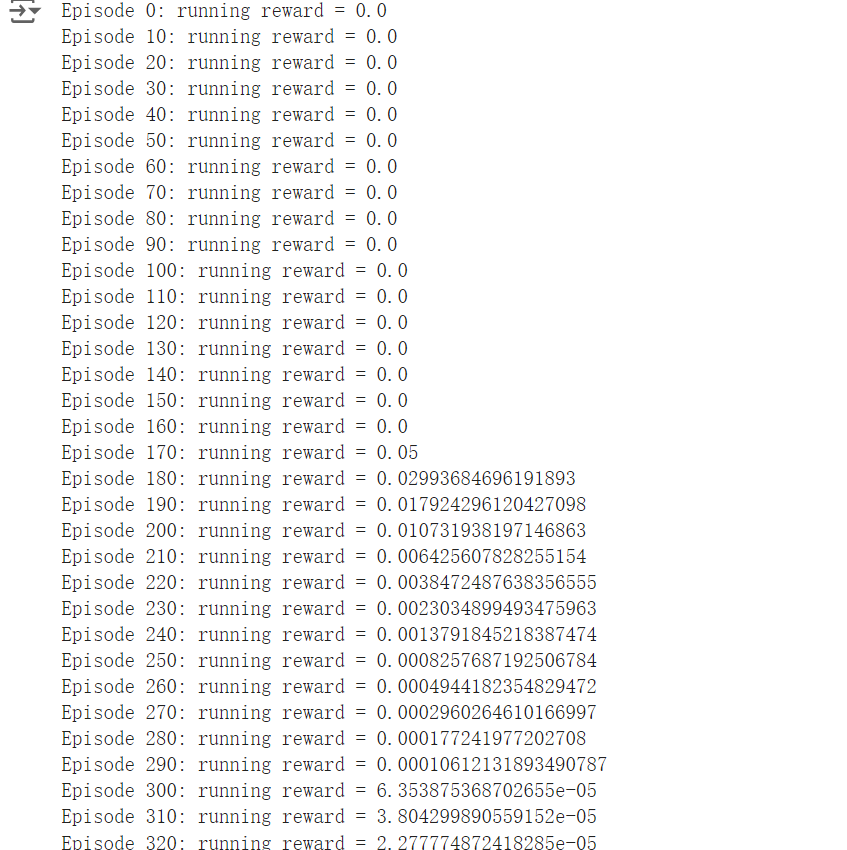 Episode 0: running reward = 0.0
Episode 10: running reward = 0.0
Episode 20: running reward = 0.0
Episode 30: running reward = 0.0
Episode 40: running reward = 0.0
Episode 50: running reward = 0.0
Episode 60: running reward = 0.0
Episode 70: running reward = 0.0
Episode 80: running reward = 0.0
Episode 90: running reward = 0.0
Episode 100: running reward = 0.0
Episode 110: running reward = 0.0
Episode 120: running reward = 0.0
Episode 130: running reward = 0.0
Episode 140: running reward = 0.0
Episode 150: running reward = 0.0
Episode 160: running reward = 0.0
Episode 170: running reward = 0.05
Episode 180: running reward = 0.02993684696191893
Episode 190: running reward = 0.017924296120427098
Episode 200: running reward = 0.010731938197146863
Episode 210: running reward = 0.006425607828255154
Episode 220: running reward = 0.0038472487638356555
Episode 230: running reward = 0.0023034899493475963
Episode 240: running reward = 0.0013791845218387474
Episode 250: running reward = 0.0008257687192506784
Episode 260: running reward = 0.0004944182354829472
Episode 270: running reward = 0.0002960264610166997
Episode 280: running reward = 0.000177241977202708
Episode 290: running reward = 0.00010612131893490787
Episode 300: running reward = 6.353875368702655e-05
Episode 310: running reward = 3.804299890559152e-05
Episode 320: running reward = 2.277774872418285e-05